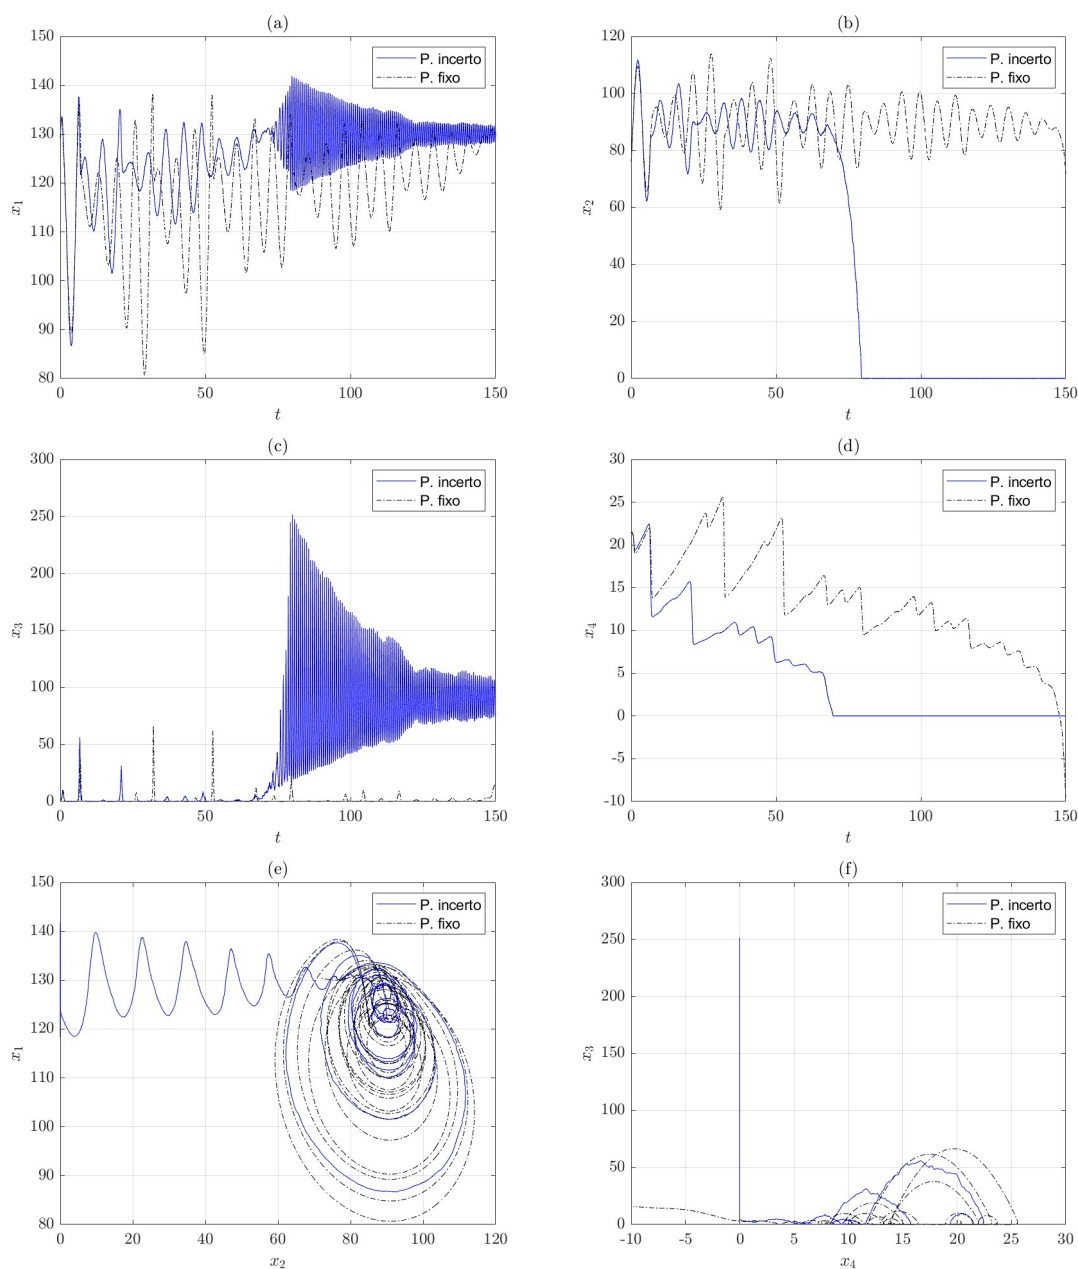 (a)
150
140
130
120
110
100
90
80
x₁
0
50
100
150
t
P. incerto
P. fixo
(b)
120
100
80
60
40
20
0
x₂
0
50
100
150
t
P. incerto
P. fixo
(c)
300
250
200
150
100
50
0
x₃
0
50
100
150
t
P. incerto
P. fixo
(d)
30
25
20
15
10
5
0
-5
-10
x₄
0
50
100
150
t
P. incerto
P. fixo
(e)
150
140
130
120
110
100
90
80
x₁
0
20
40
60
80
100
120
x₂
P. incerto
P. fixo
(f)
300
250
200
150
100
50
0
x₃
-10
-5
0
5
10
15
20
25
30
x₄
P. incerto
P. fixo